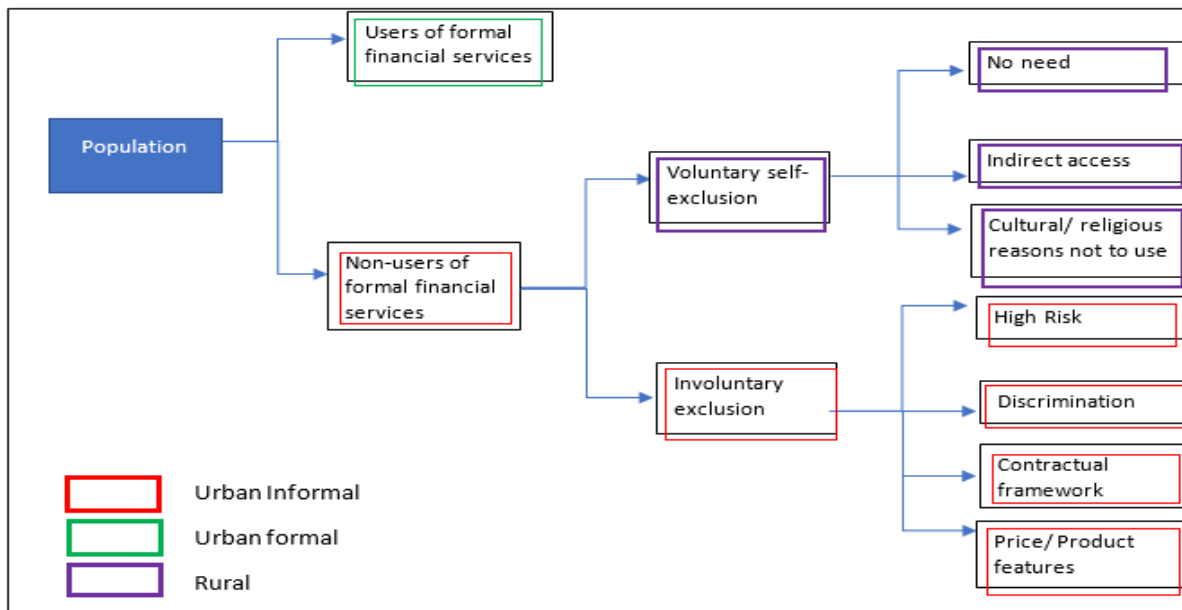 Population
Users of formal
financial services
Non-users of
formal financial
services
Voluntary self-
exclusion
Involuntary
exclusion
No need
Indirect access
Cultural/ religious
reasons not to use
High Risk
Discrimination
Contractual
framework
Price/ Product
features
Urban Informal
Urban formal
Rural